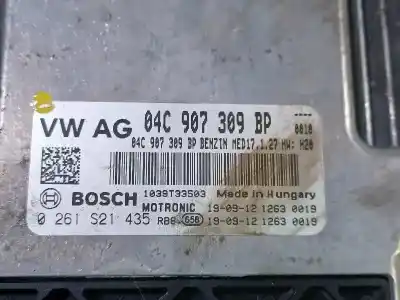 VW AG 04C 907 309 BP ----
0010
04C 907 309 BP BENZIN MED17.1.27 HW: H20
BOSCH 1039T33503 Made in Hungary
MOTRONIC 19-09-12 1263 0019
0 261 S21 435 RB8 656 19-09-12 1263 0019